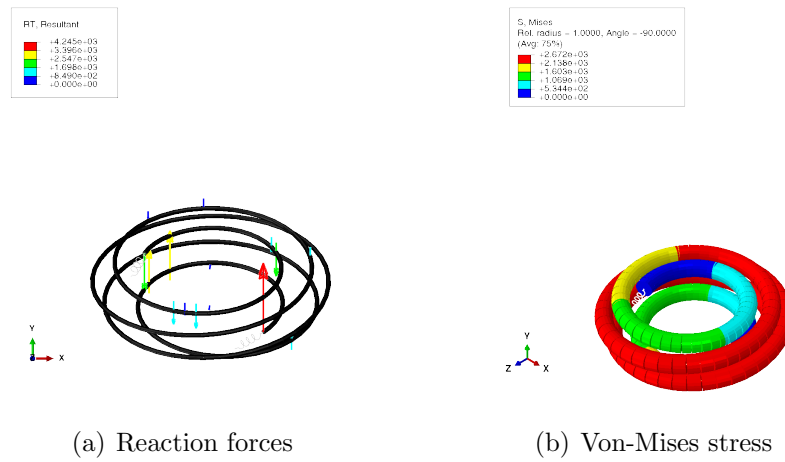 RT, Resultant
+4.245e+03
+3.396e+03
+2.547e+03
+1.698e+03
+8.490e+02
+0.000e+00
S, Mises
Rel. radius = 1.0000, Angle = -90.0000
(Avg: 75%)
+2.672e+03
+2.138e+03
+1.603e+03
+1.069e+03
+5.344e+02
+0.000e+00
Y
X
Z
Y
Z
X
(a) Reaction forces
(b) Von-Mises stress